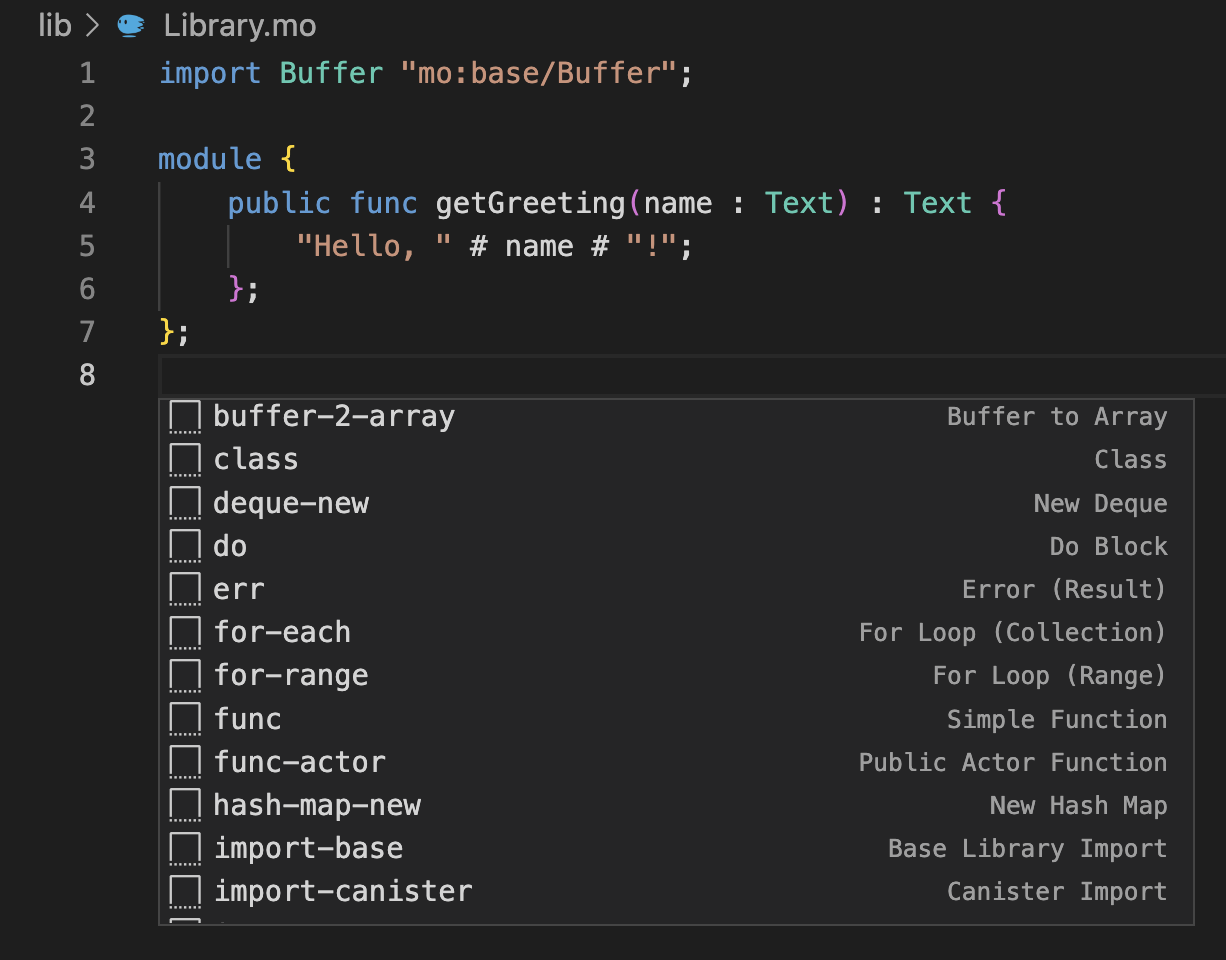 lib > Library.mo
1 import Buffer "mo:base/Buffer";
2
3 module {
4 public func getGreeting(name : Text) : Text {
5 "Hello, " # name # "!";
6 };
7 };
8
buffer-2-array Buffer to Array
class Class
deque-new New Deque
do Do Block
err Error (Result)
for-each For Loop (Collection)
for-range For Loop (Range)
func Simple Function
func-actor Public Actor Function
hash-map-new New Hash Map
import-base Base Library Import
import-canister Canister Import